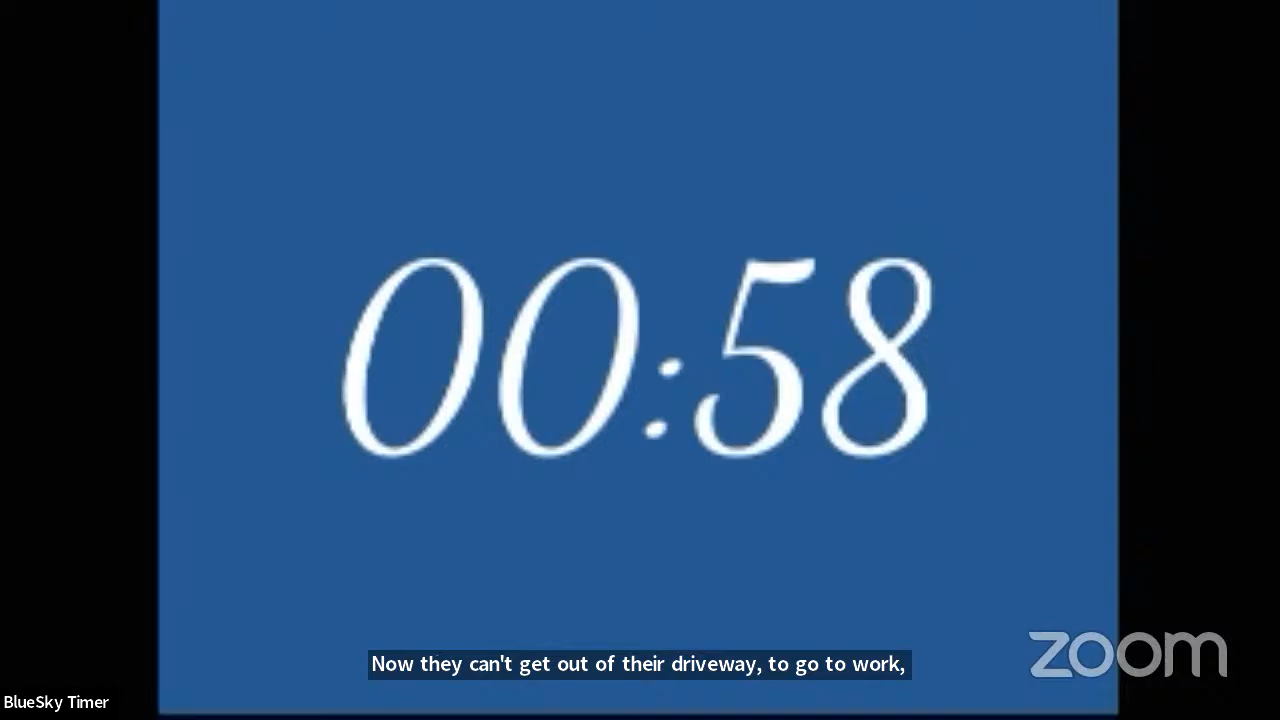 00:58
Now they can't get out of their driveway, to go to work,
zoom
BlueSky Timer